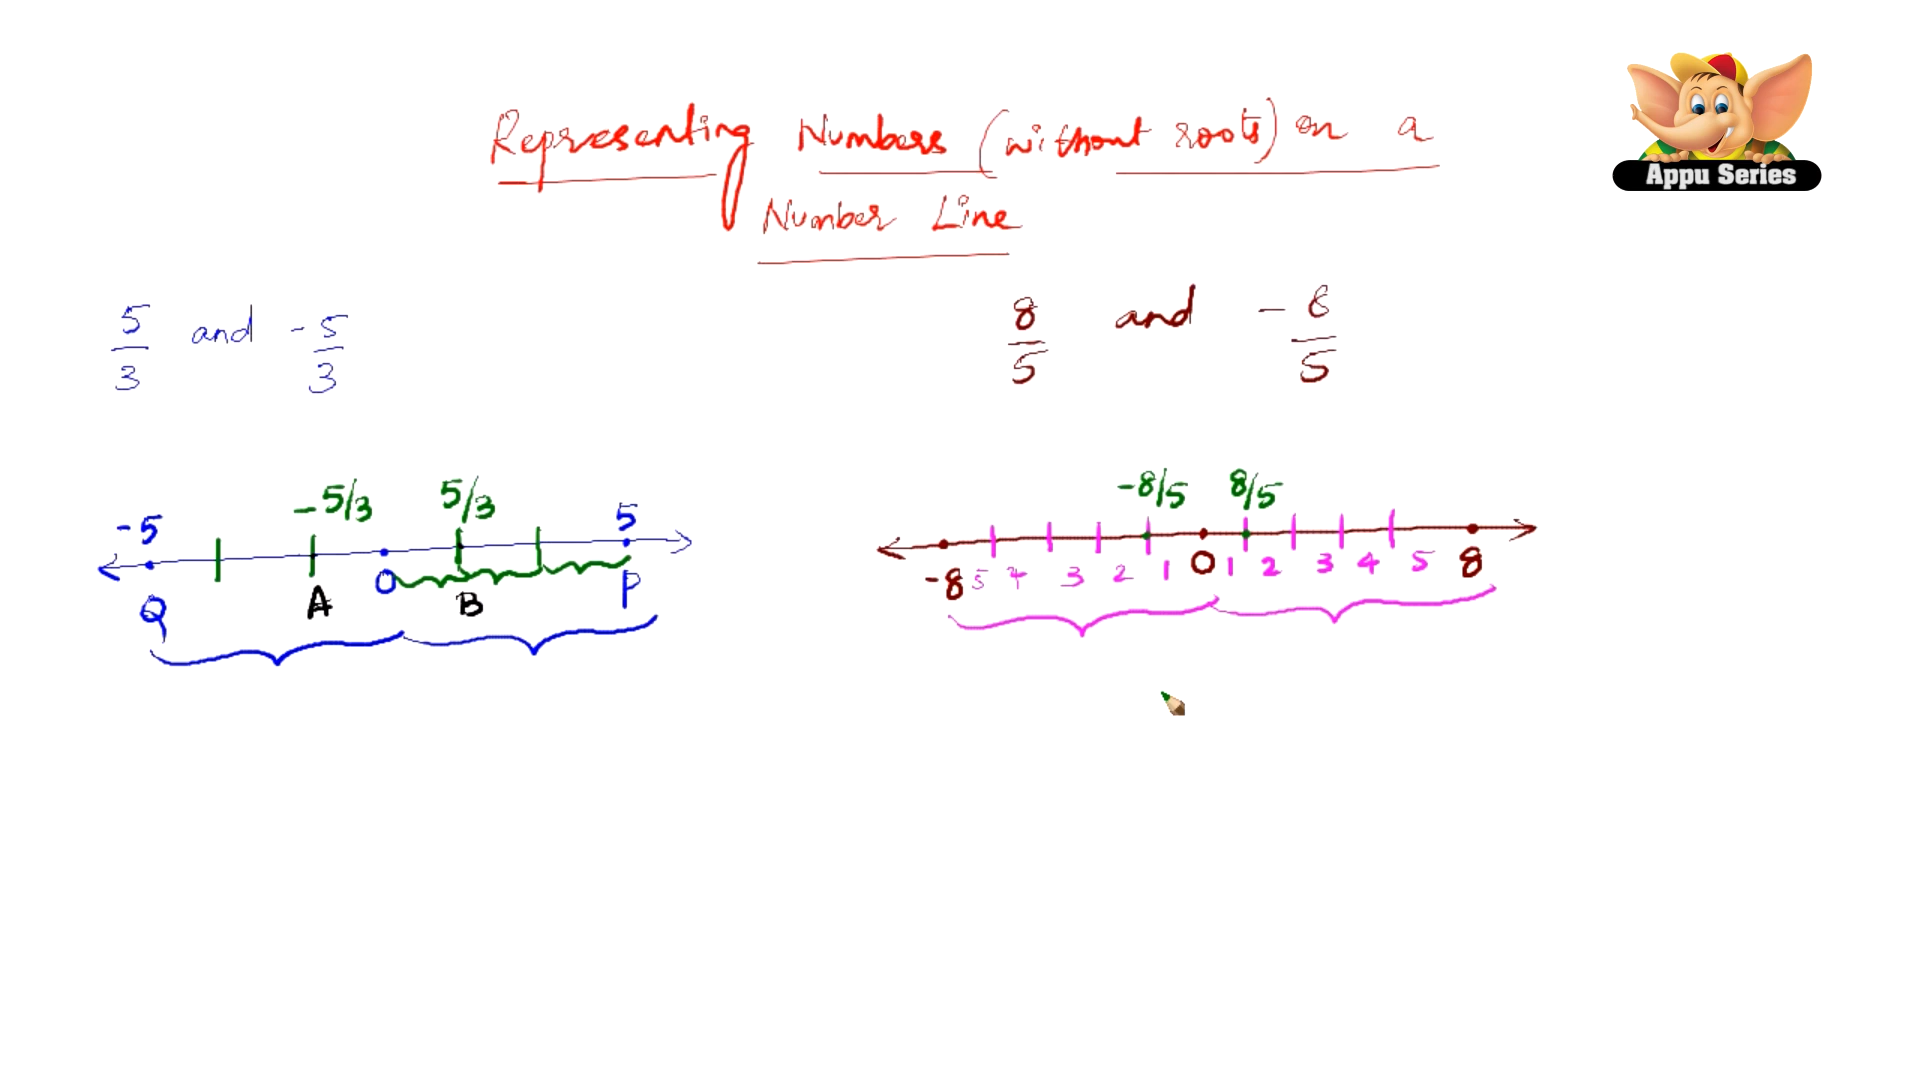 Representing Numbers (without roots) on a
Number Line
Appu Series
5/3 and -5/3
8/5 and -8/5
-5 -5/3 5/3 5
Q A O B P
-8/5 8/5
-8 5 4 3 2 1 0 1 2 3 4 5 8